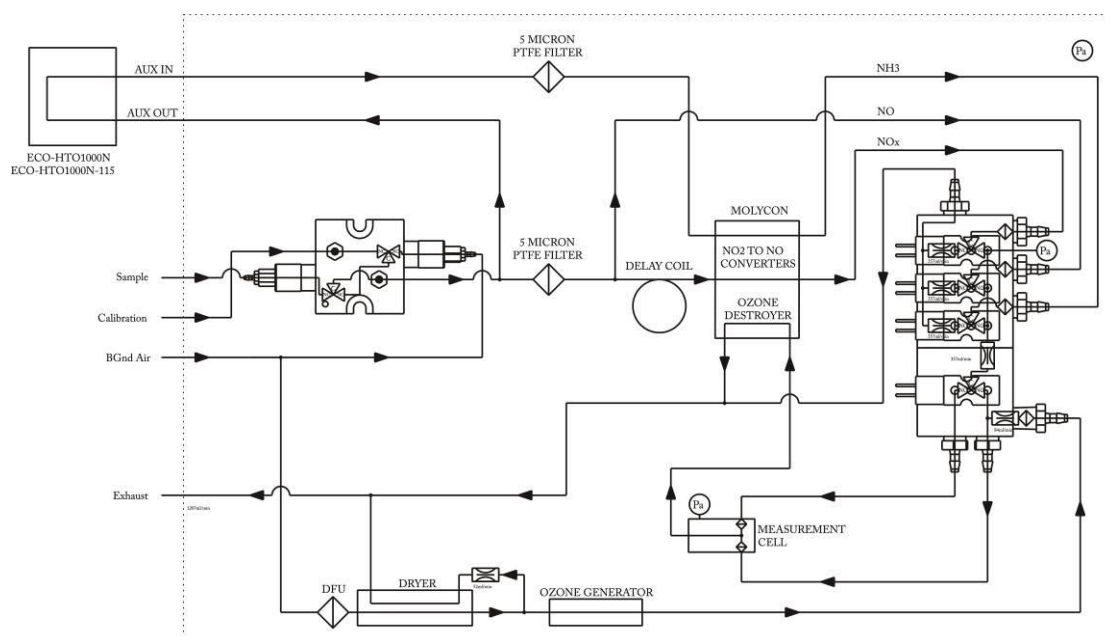 5 MICRON
PTFE FILTER
Pa
AUX IN
NH3
AUX OUT
NO
ECO-HTO1000N
ECO-HTO1000N-115
NOx
MOLYCON
5 MICRON
PTFE FILTER
NO2 TO NO
CONVERTERS
Pa
DELAY COIL
Sample
OZONE
DESTROYER
Calibration
BGnd Air
Exhaust
Pa
MEASUREMENT
CELL
DFU
DRYER
OZONE GENERATOR